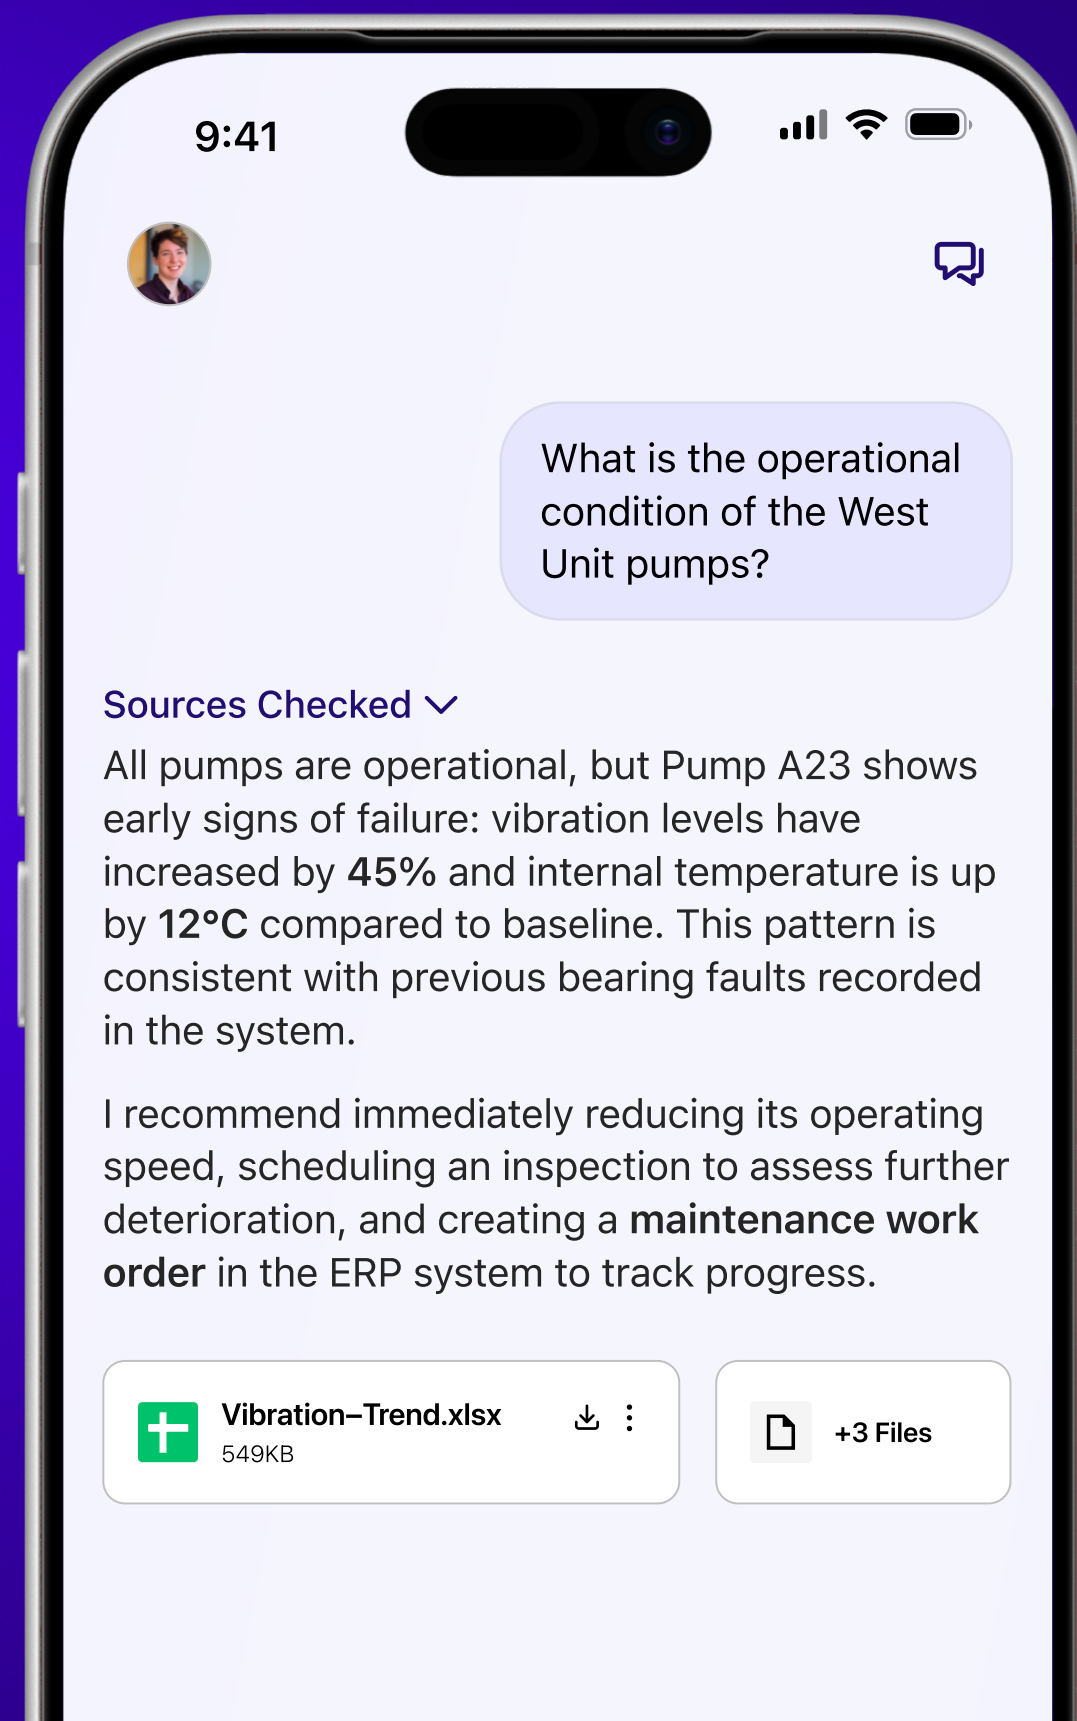 9:41
What is the operational
condition of the West
Unit pumps?
Sources Checked
All pumps are operational, but Pump A23 shows
early signs of failure: vibration levels have
increased by 45% and internal temperature is up
by 12°C compared to baseline. This pattern is
consistent with previous bearing faults recorded
in the system.
I recommend immediately reducing its operating
speed, scheduling an inspection to assess further
deterioration, and creating a maintenance work
order in the ERP system to track progress.
Vibration–Trend.xlsx
549KB
+3 Files